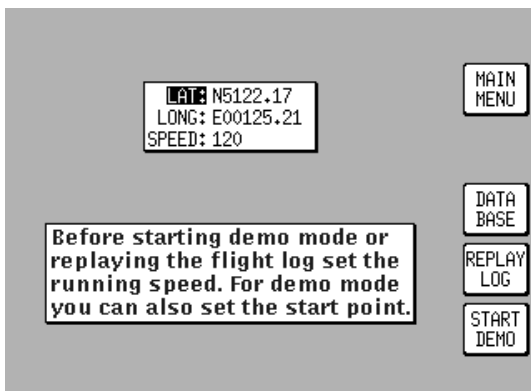 LAT: N5122.17
LONG: E00125.21
SPEED: 120
MAIN
MENU
DATA
BASE
REPLAY
LOG
START
DEMO
Before starting demo mode or
replaying the flight log set the
running speed. For demo mode
you can also set the start point.